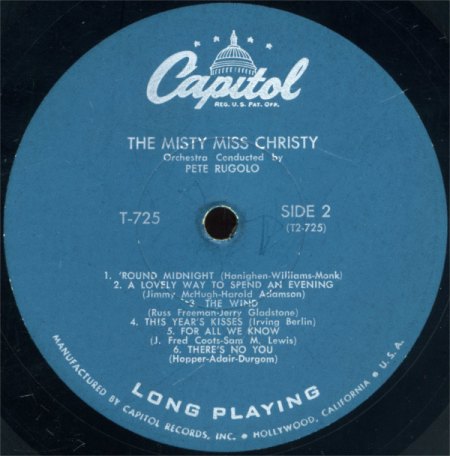 Capitol
REG. U. S. PAT. OFF.
THE MISTY MISS CHRISTY
Orchestra Conducted by
PETE RUGOLO
T-725
SIDE 2
(T2-725)
1. 'ROUND MIDNIGHT (Hanighen-Williams-Monk)
2. A LOVELY WAY TO SPEND AN EVENING
(Jimmy McHugh-Harold Adamson)
3. THE WIND
(Russ Freeman-Jerry Gladstone)
4. THIS YEAR'S KISSES (Irving Berlin)
5. FOR ALL WE KNOW
(J. Fred Coots-Sam M. Lewis)
6. THERE'S NO YOU
(Hopper-Adair-Durgom)
LONG PLAYING
MANUFACTURED BY CAPITOL RECORDS, INC. • HOLLYWOOD, CALIFORNIA • U.S.A.